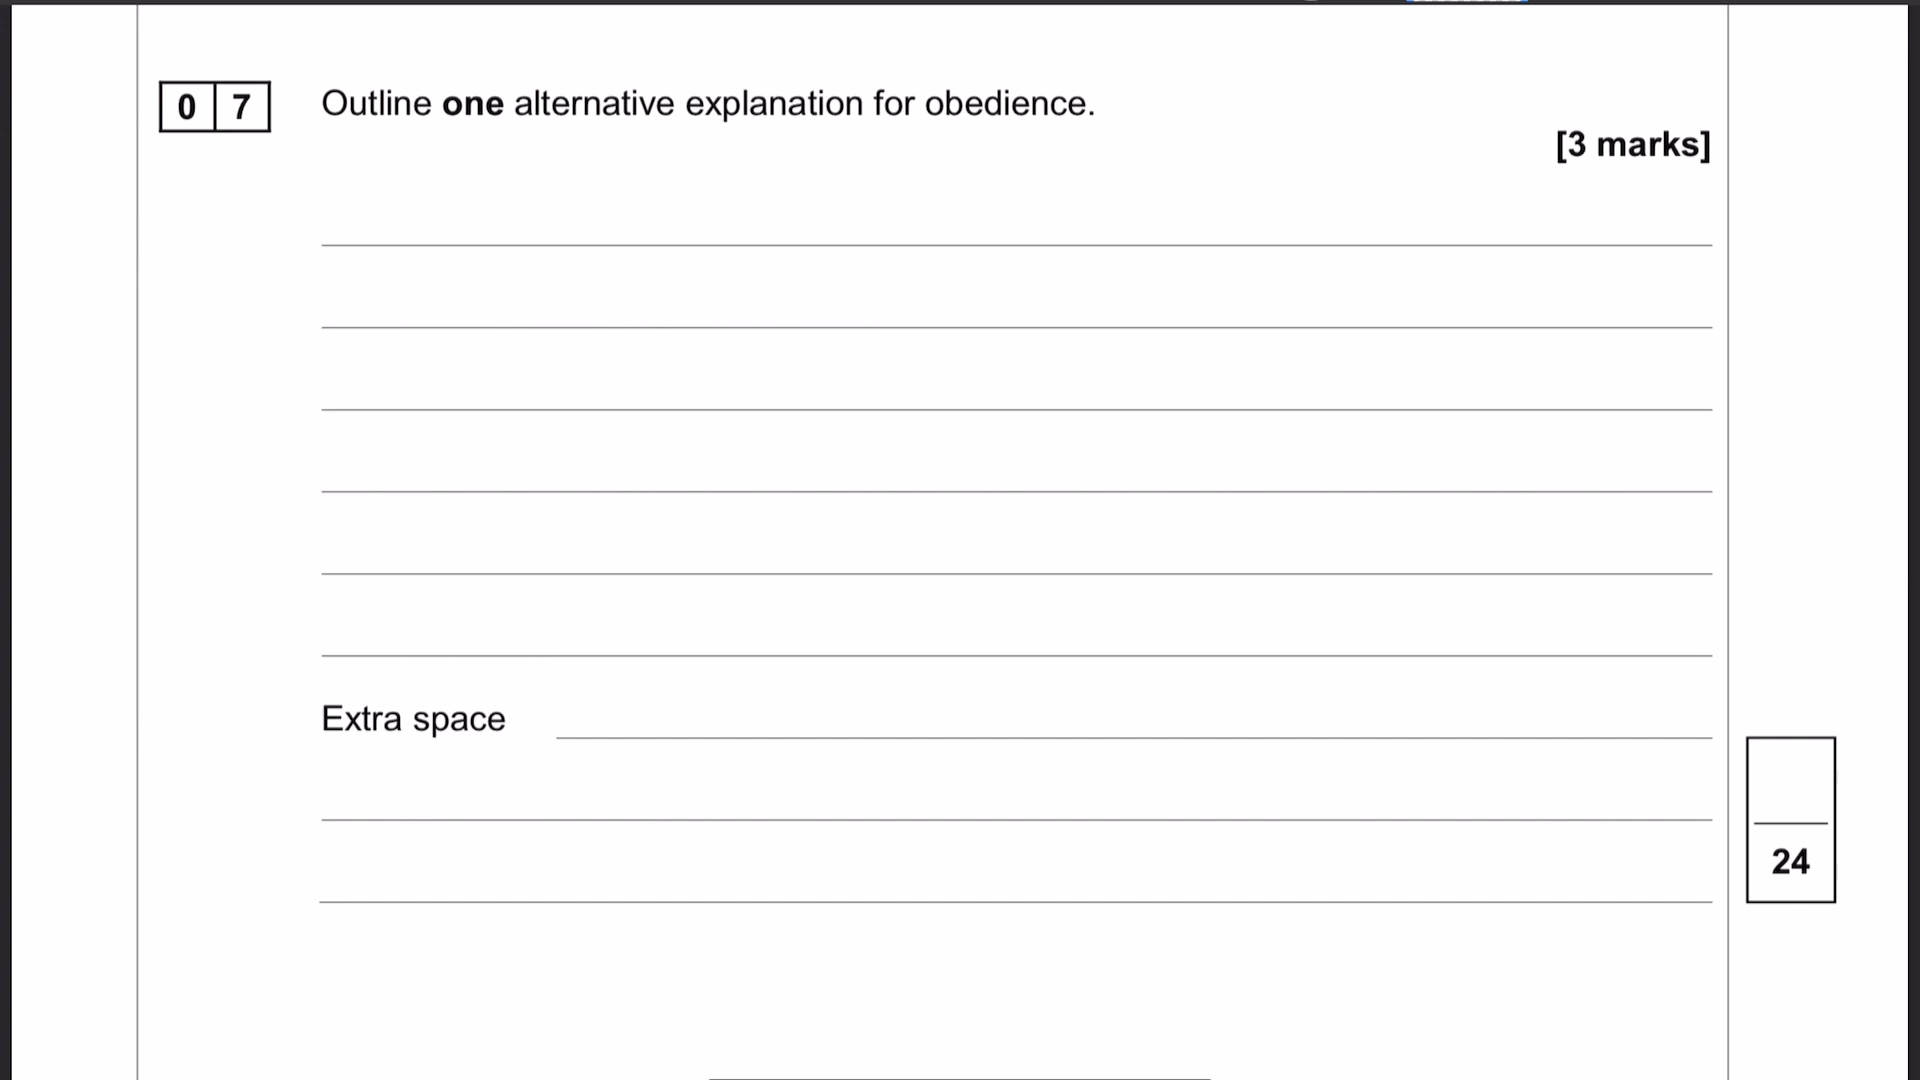 0 7 Outline one alternative explanation for obedience.
[3 marks]
Extra space
24